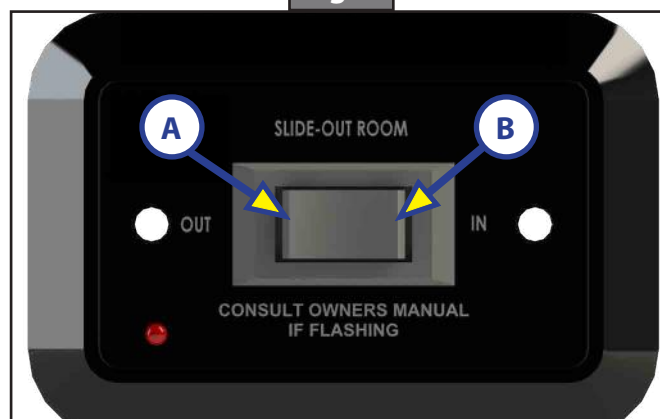 A
SLIDE-OUT ROOM
B
OUT
IN
CONSULT OWNERS MANUAL
IF FLASHING